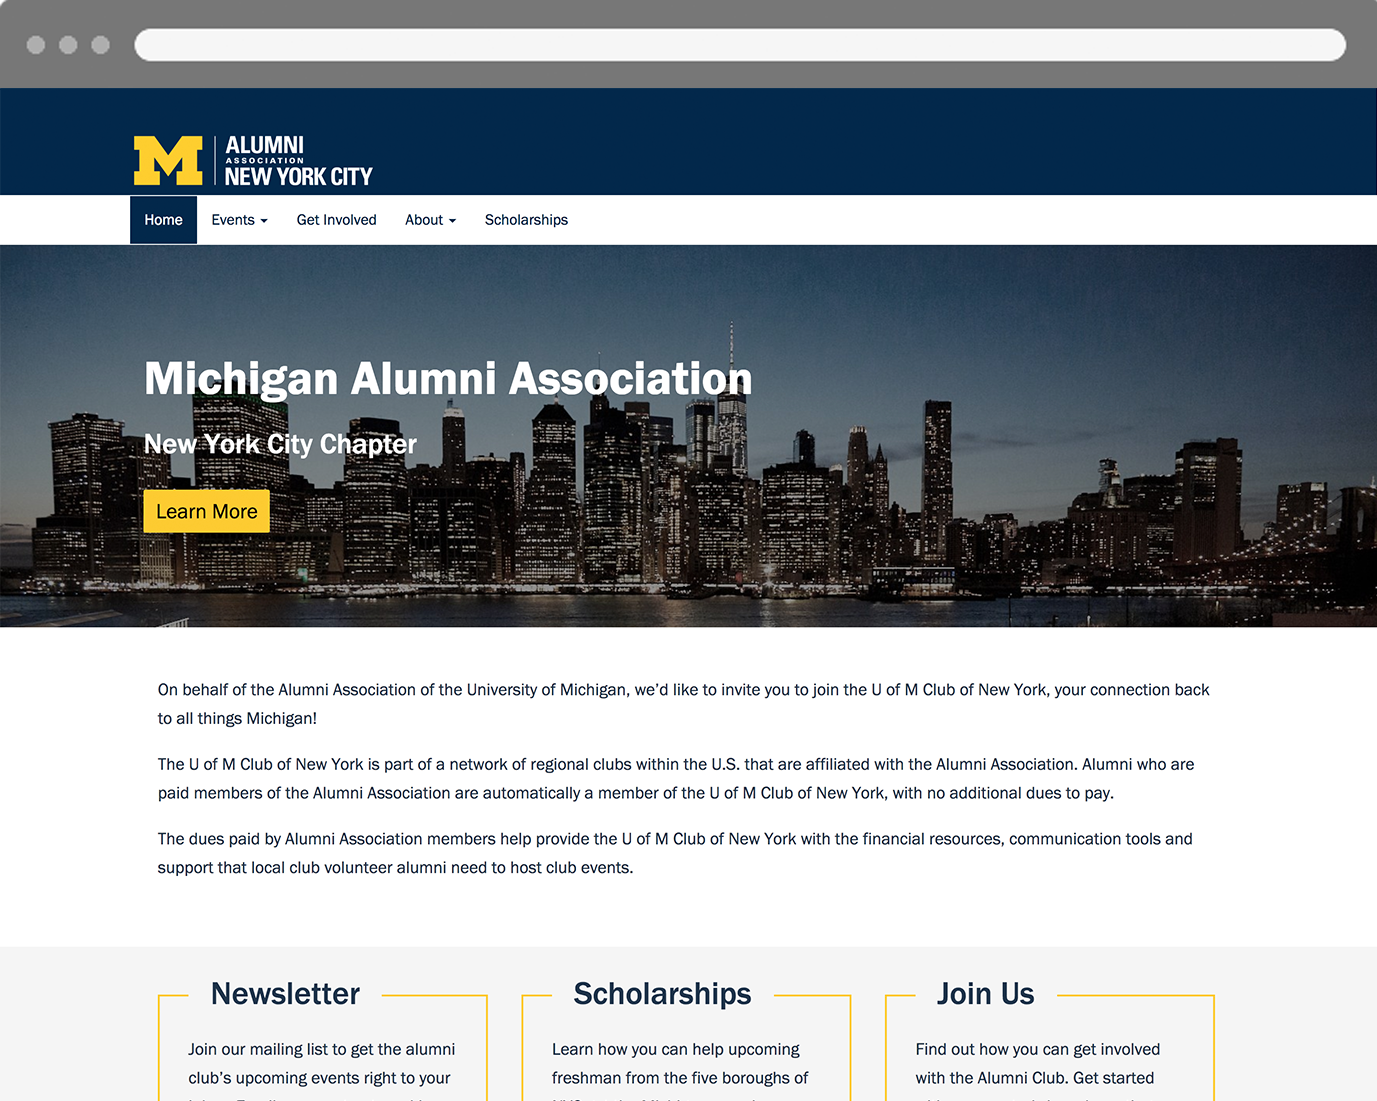 M
ALUMNI
ASSOCIATION
NEW YORK CITY
Home
Events
Get Involved
About
Scholarships
Michigan Alumni Association
New York City Chapter
Learn More
On behalf of the Alumni Association of the University of Michigan, we’d like to invite you to join the U of M Club of New York, your connection back
to all things Michigan!
The U of M Club of New York is part of a network of regional clubs within the U.S. that are affiliated with the Alumni Association. Alumni who are
paid members of the Alumni Association are automatically a member of the U of M Club of New York, with no additional dues to pay.
The dues paid by Alumni Association members help provide the U of M Club of New York with the financial resources, communication tools and
support that local club volunteer alumni need to host club events.
Newsletter
Join our mailing list to get the alumni
club’s upcoming events right to your
Scholarships
Learn how you can help upcoming
freshman from the five boroughs of
Join Us
Find out how you can get involved
with the Alumni Club. Get started